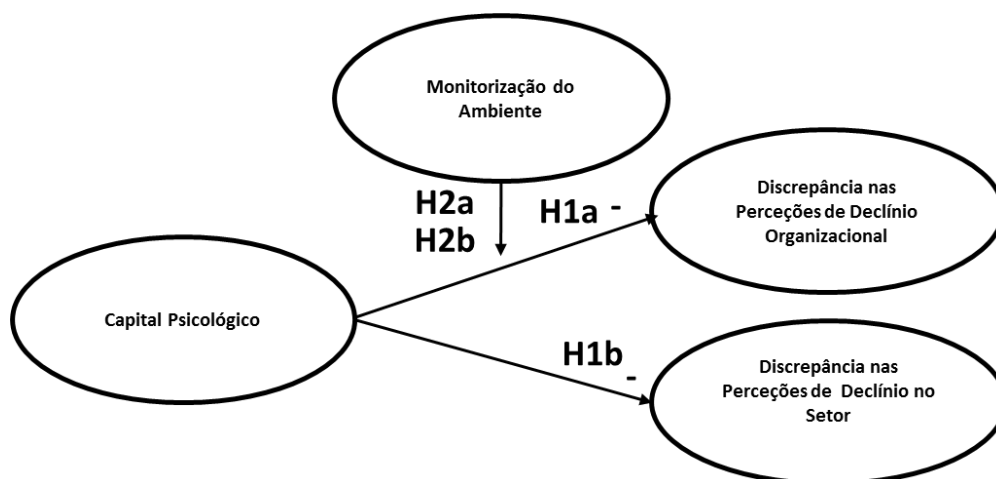 Monitorização do
Ambiente
H2a
H2b
H1a -
Discrepância nas
Perceções de Declínio
Organizacional
Capital Psicológico
H1b
-
Discrepância nas
Perceções de Declínio no
Setor